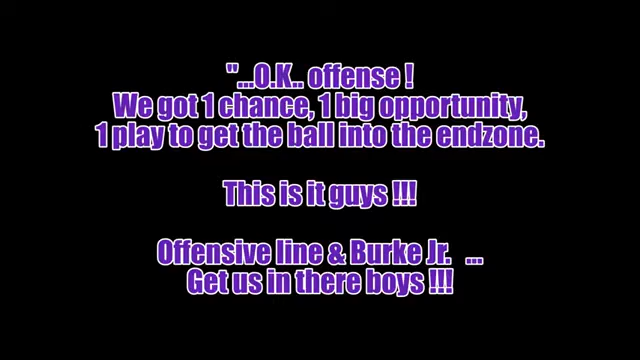 "...O.K.. offense !
We got 1 chance, 1 big opportunity,
1 play to get the ball into the endzone.
This is it guys !!!
Offensive line & Burke Jr. ...
Get us in there boys !!!